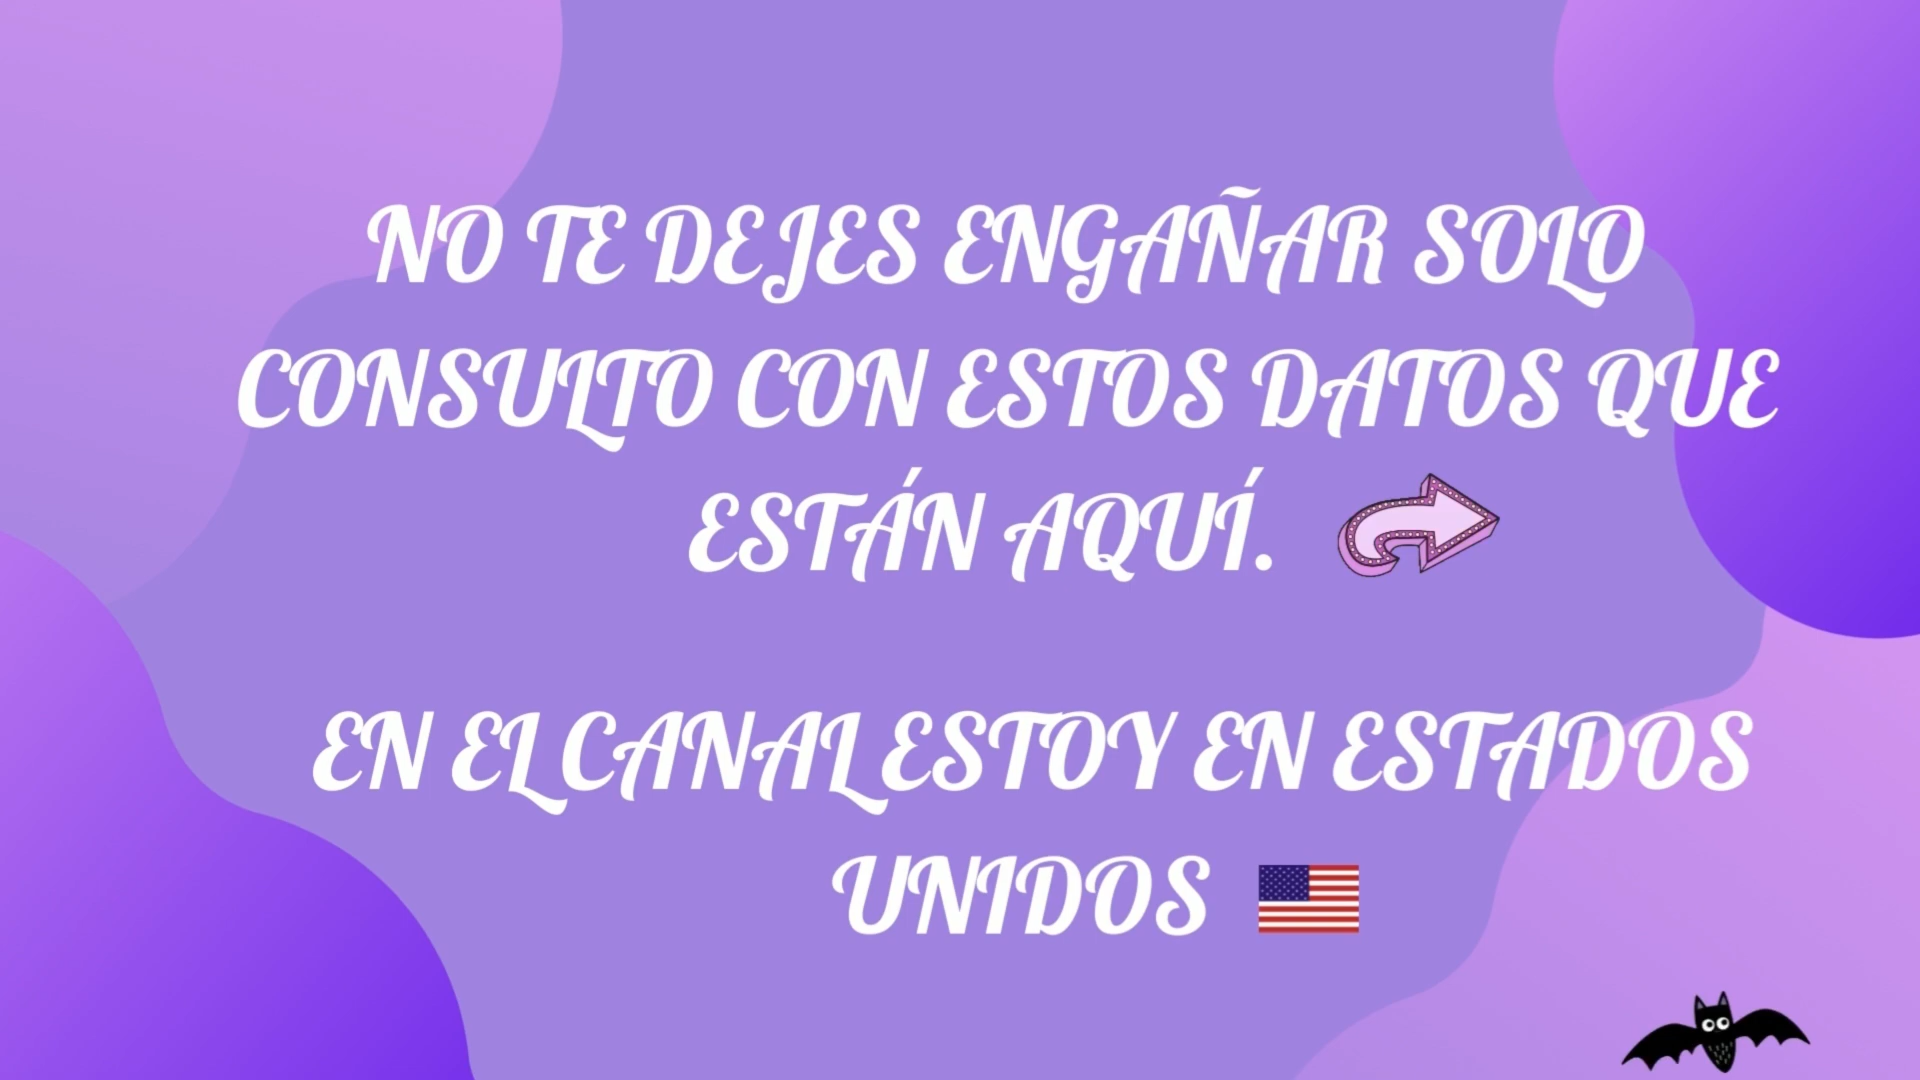 NO TE DEJES ENGAÑAR SOLO
CONSULTO CON ESTOS DATOS QUE
ESTÁN AQUÍ.
EN EL CANAL ESTOY EN ESTADOS
UNIDOS